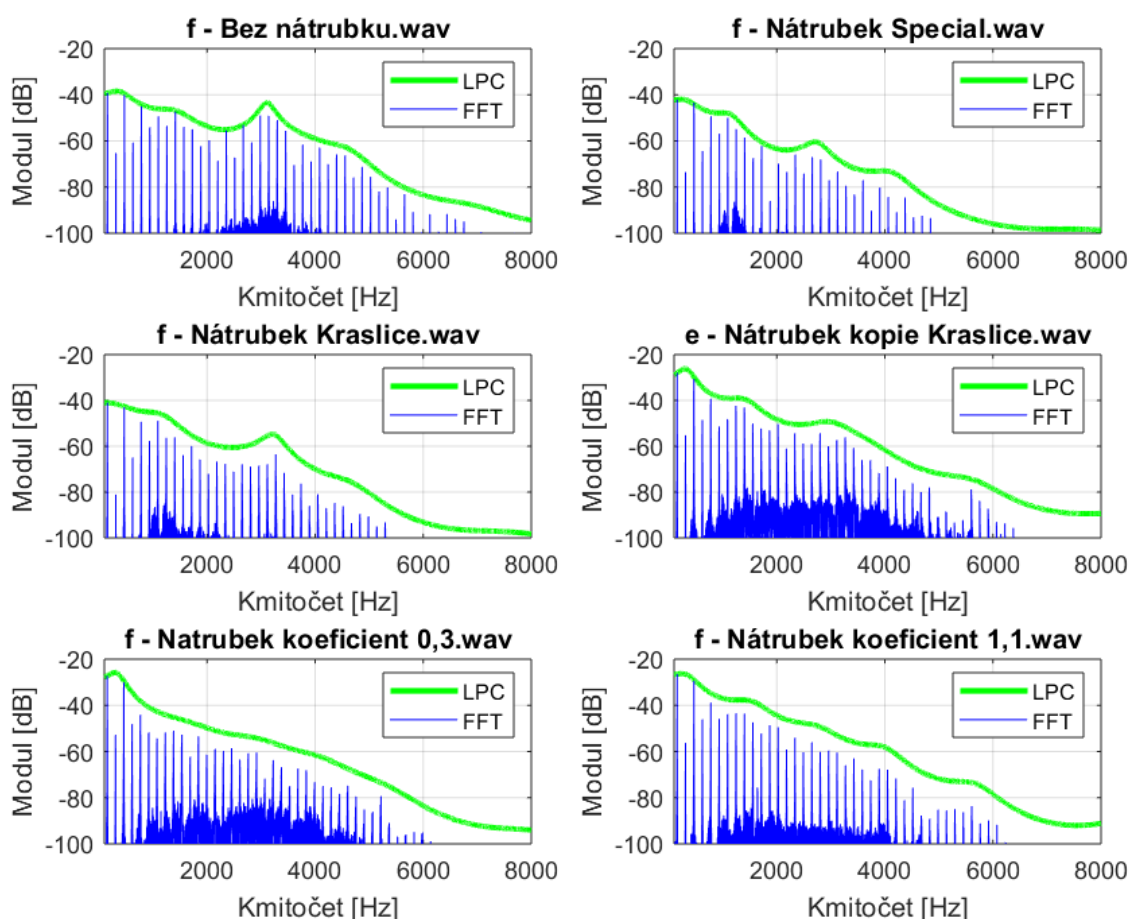 f - Bez nátrubku.wav
-20
-40
-60
-80
-100
Modul [dB]
LPC
FFT
2000 4000 6000 8000
Kmitočet [Hz]
f - Nátrubek Special.wav
-20
-40
-60
-80
-100
Modul [dB]
LPC
FFT
2000 4000 6000 8000
Kmitočet [Hz]
f - Nátrubek Kraslice.wav
-20
-40
-60
-80
-100
Modul [dB]
LPC
FFT
2000 4000 6000 8000
Kmitočet [Hz]
e - Nátrubek kopie Kraslice.wav
-20
-40
-60
-80
-100
Modul [dB]
LPC
FFT
2000 4000 6000 8000
Kmitočet [Hz]
f - Natrubek koeficient 0,3.wav
-20
-40
-60
-80
-100
Modul [dB]
LPC
FFT
2000 4000 6000 8000
Kmitočet [Hz]
f - Nátrubek koeficient 1,1.wav
-20
-40
-60
-80
-100
Modul [dB]
LPC
FFT
2000 4000 6000 8000
Kmitočet [Hz]